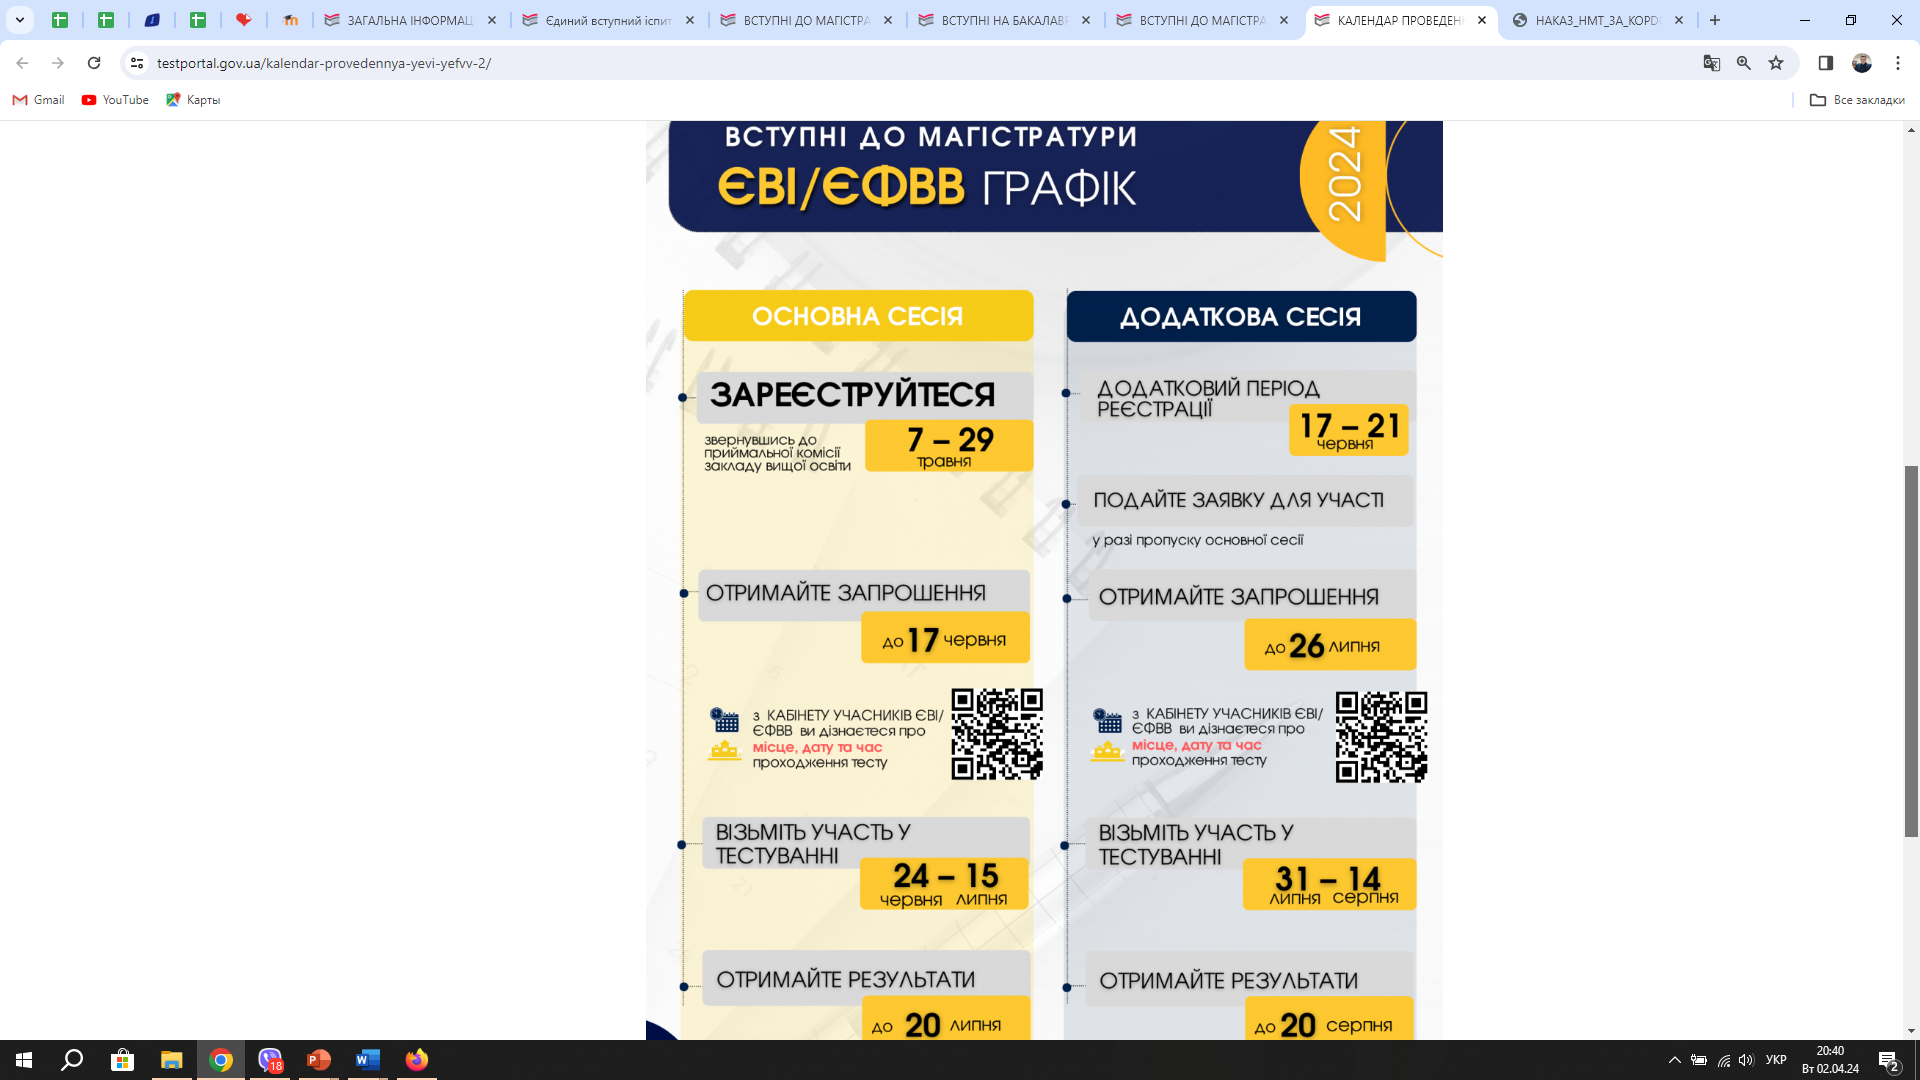 ЗАГАЛЬНА ІНФОРМАЦ
Єдиний вступний іспит
ВСТУПНІ ДО МАГІСТРА
ВСТУПНІ НА БАКАЛАВР
ВСТУПНІ ДО МАГІСТРА
КАЛЕНДАР ПРОВЕДЕН
НАКАЗ_НМТ_ЗА_КОРД
testportal.gov.ua/kalendar-provedennya-yevi-yefvv-2/
Gmail
YouTube
Карты
Все закладки
ВСТУПНІ ДО МАГІСТРАТУРИ
ЄВІ/ЄФВВ ГРАФІК
2024
ОСНОВНА СЕСІЯ
ЗАРЕЄСТРУЙТЕСЯ
звернувшись до
приймальної комісії
закладу вищої освіти
7 – 29
травня
ОТРИМАЙТЕ ЗАПРОШЕННЯ
до 17 червня
з КАБІНЕТУ УЧАСНИКІВ ЄВІ/
ЄФВВ ви дізнаєтеся про
місце, дату та час
проходження тесту
ВІЗЬМІТЬ УЧАСТЬ У
ТЕСТУВАННІ
24 – 15
червня липня
ОТРИМАЙТЕ РЕЗУЛЬТАТИ
до 20 липня
ДОДАТКОВА СЕСІЯ
ДОДАТКОВИЙ ПЕРІОД
РЕЄСТРАЦІЇ
17 – 21
червня
ПОДАЙТЕ ЗАЯВКУ ДЛЯ УЧАСТІ
у разі пропуску основної сесії
ОТРИМАЙТЕ ЗАПРОШЕННЯ
до 26 липня
з КАБІНЕТУ УЧАСНИКІВ ЄВІ/
ЄФВВ ви дізнаєтеся про
місце, дату та час
проходження тесту
ВІЗЬМІТЬ УЧАСТЬ У
ТЕСТУВАННІ
31 – 14
липня серпня
ОТРИМАЙТЕ РЕЗУЛЬТАТИ
до 20 серпня
18
УКР
20:40
Вт 02.04.24
2